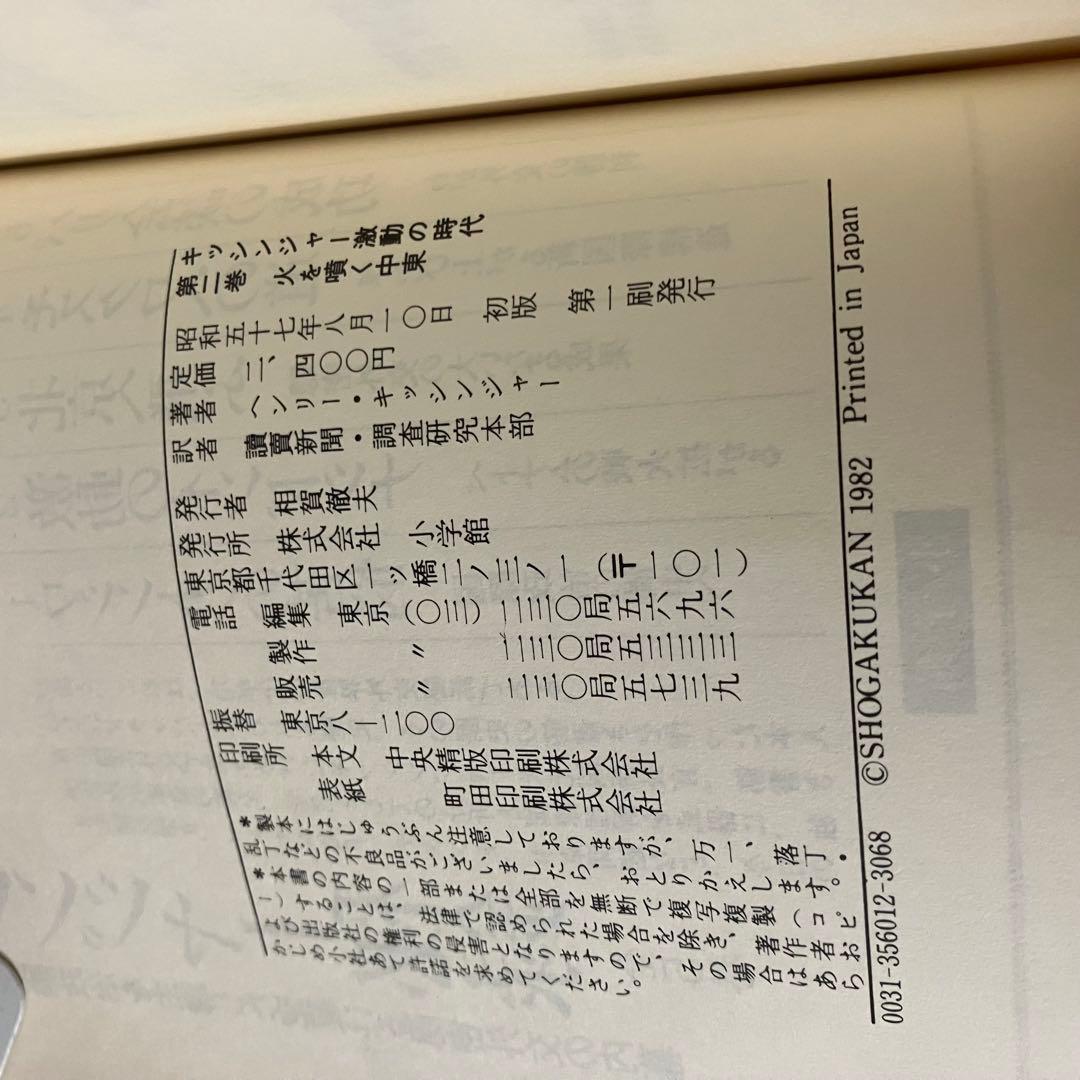 キッシンジャー激動の時代
第二巻　火を噴く中東
昭和五十七年八月一〇日　初版　第一刷発行
定価　二、四〇〇円
著者　ヘンリー・キッシンジャー
訳者　讀賣新聞・調査研究本部
発行者　相賀徹夫
発行所　株式会社　小学館
東京都千代田区一ツ橋二ノ三ノ一（〒一〇一）
電話　編集　東京（〇三）二三〇局五六九六
製作　〃　二三〇局五三三三
販売　〃　二三〇局五七三九
振替　東京八―二〇〇
印刷所　本文　中央精版印刷株式会社
表紙　町田印刷株式会社
*製本にはじゅうぶん注意しておりますが、万一、落丁・
乱丁などの不良品がございましたら、おとりかえします。
*本書の内容の一部または全部を無断で複写複製（コピ
ー）することは、法律で認められた場合を除き、著作者お
よび出版社の権利の侵害となりますので、その場合はあら
かじめ小社あて許諾を求めてください。
0031-356012-3068　©SHOGAKUKAN 1982　Printed in Japan